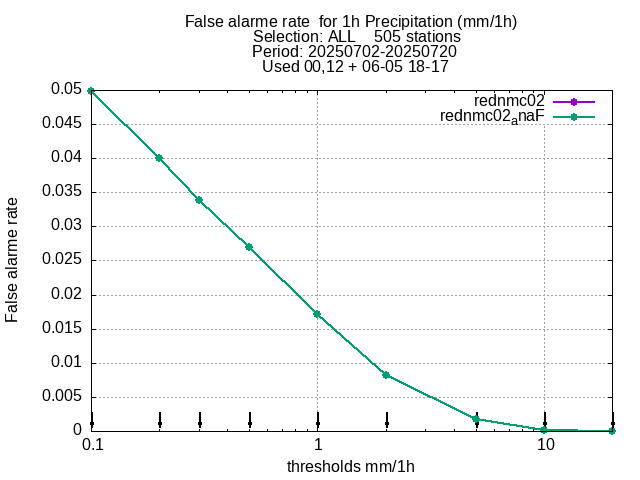 False alarme rate  for 1h Precipitation (mm/1h)
Selection: ALL    505 stations
Period: 20250702-20250720
Used 00,12 + 06-05 18-17
rednmc02
rednmc02anaF
0.05
0.045
0.04
0.035
0.03
0.025
0.02
0.015
0.01
0.005
0
False alarme rate
0.1
1
10
thresholds mm/1h